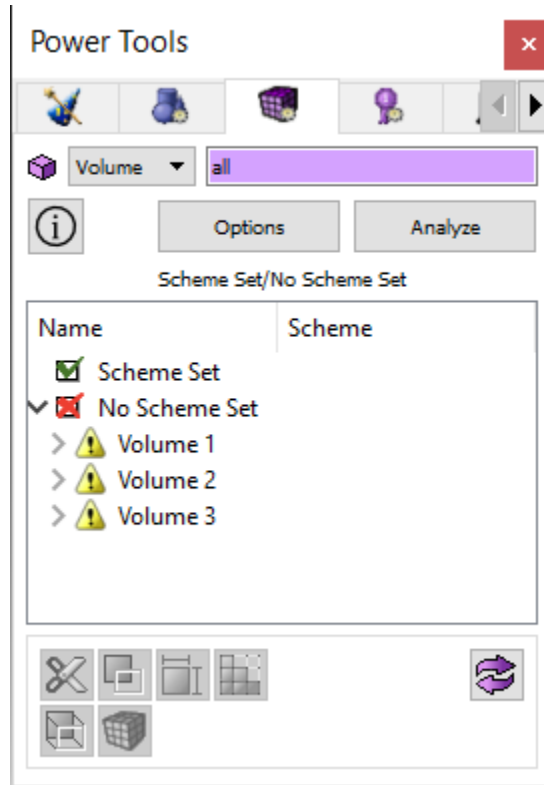 Power Tools
Volume all
Options Analyze
Scheme Set/No Scheme Set
Name Scheme
Scheme Set
No Scheme Set
Volume 1
Volume 2
Volume 3